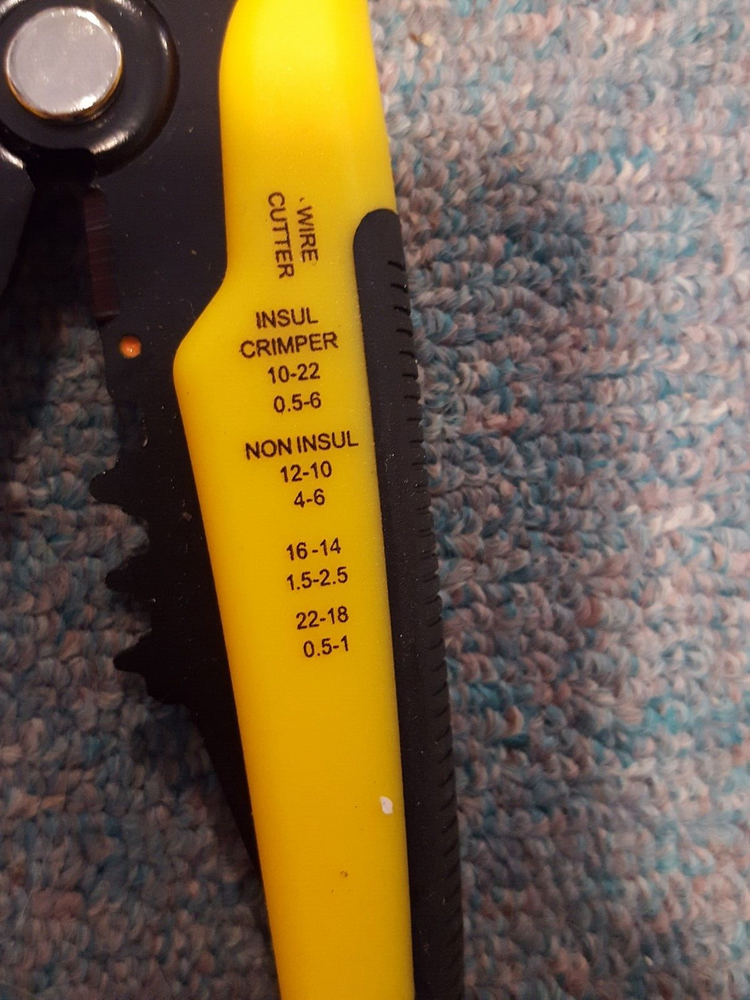 WIRE
CUTTER
INSUL
CRIMPER
10-22
0.5-6
NON INSUL
12-10
4-6
16-14
1.5-2.5
22-18
0.5-1